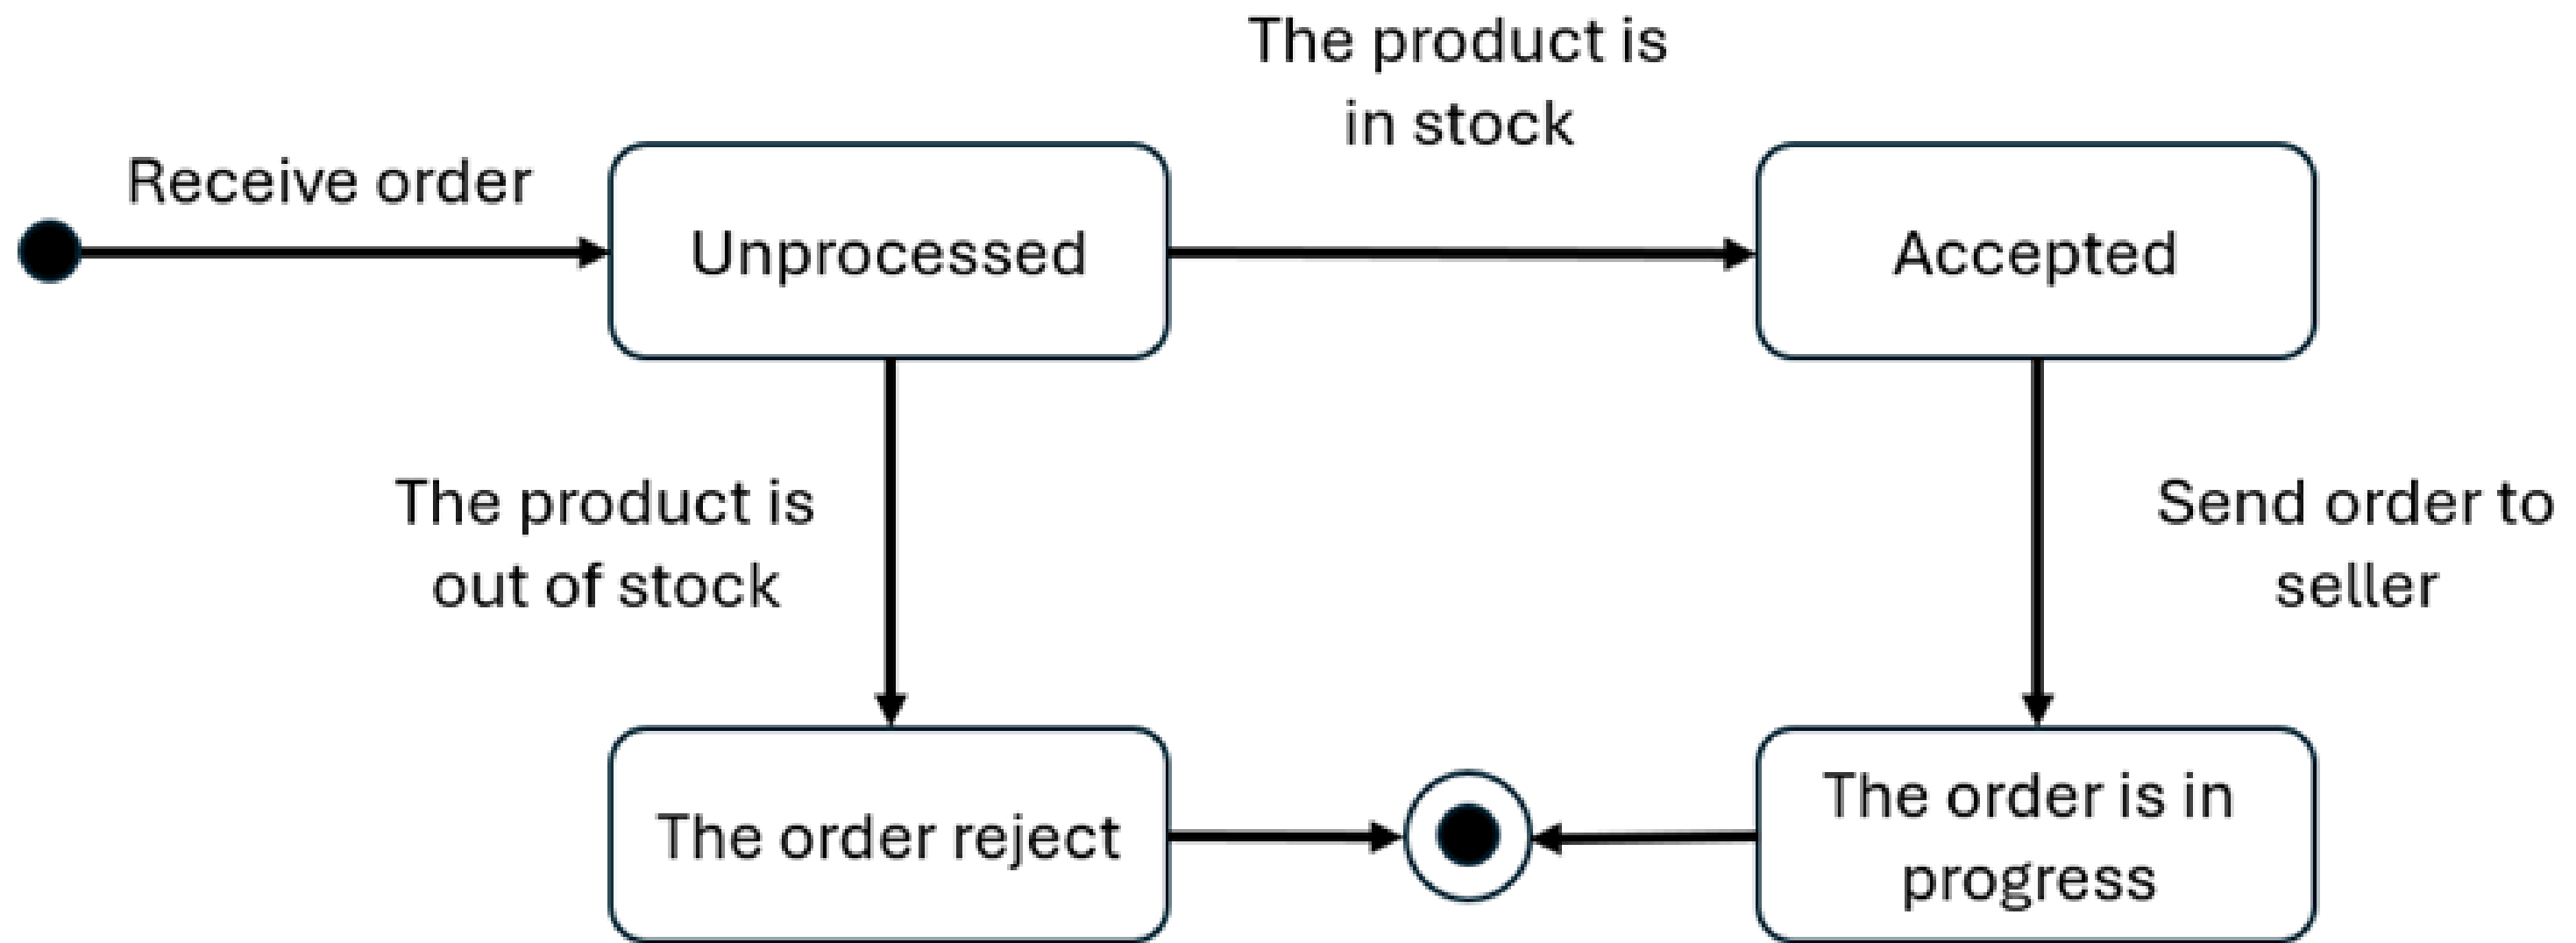 The product is
in stock
Receive order
Unprocessed
Accepted
The product is
out of stock
Send order to
seller
The order reject
The order is in
progress